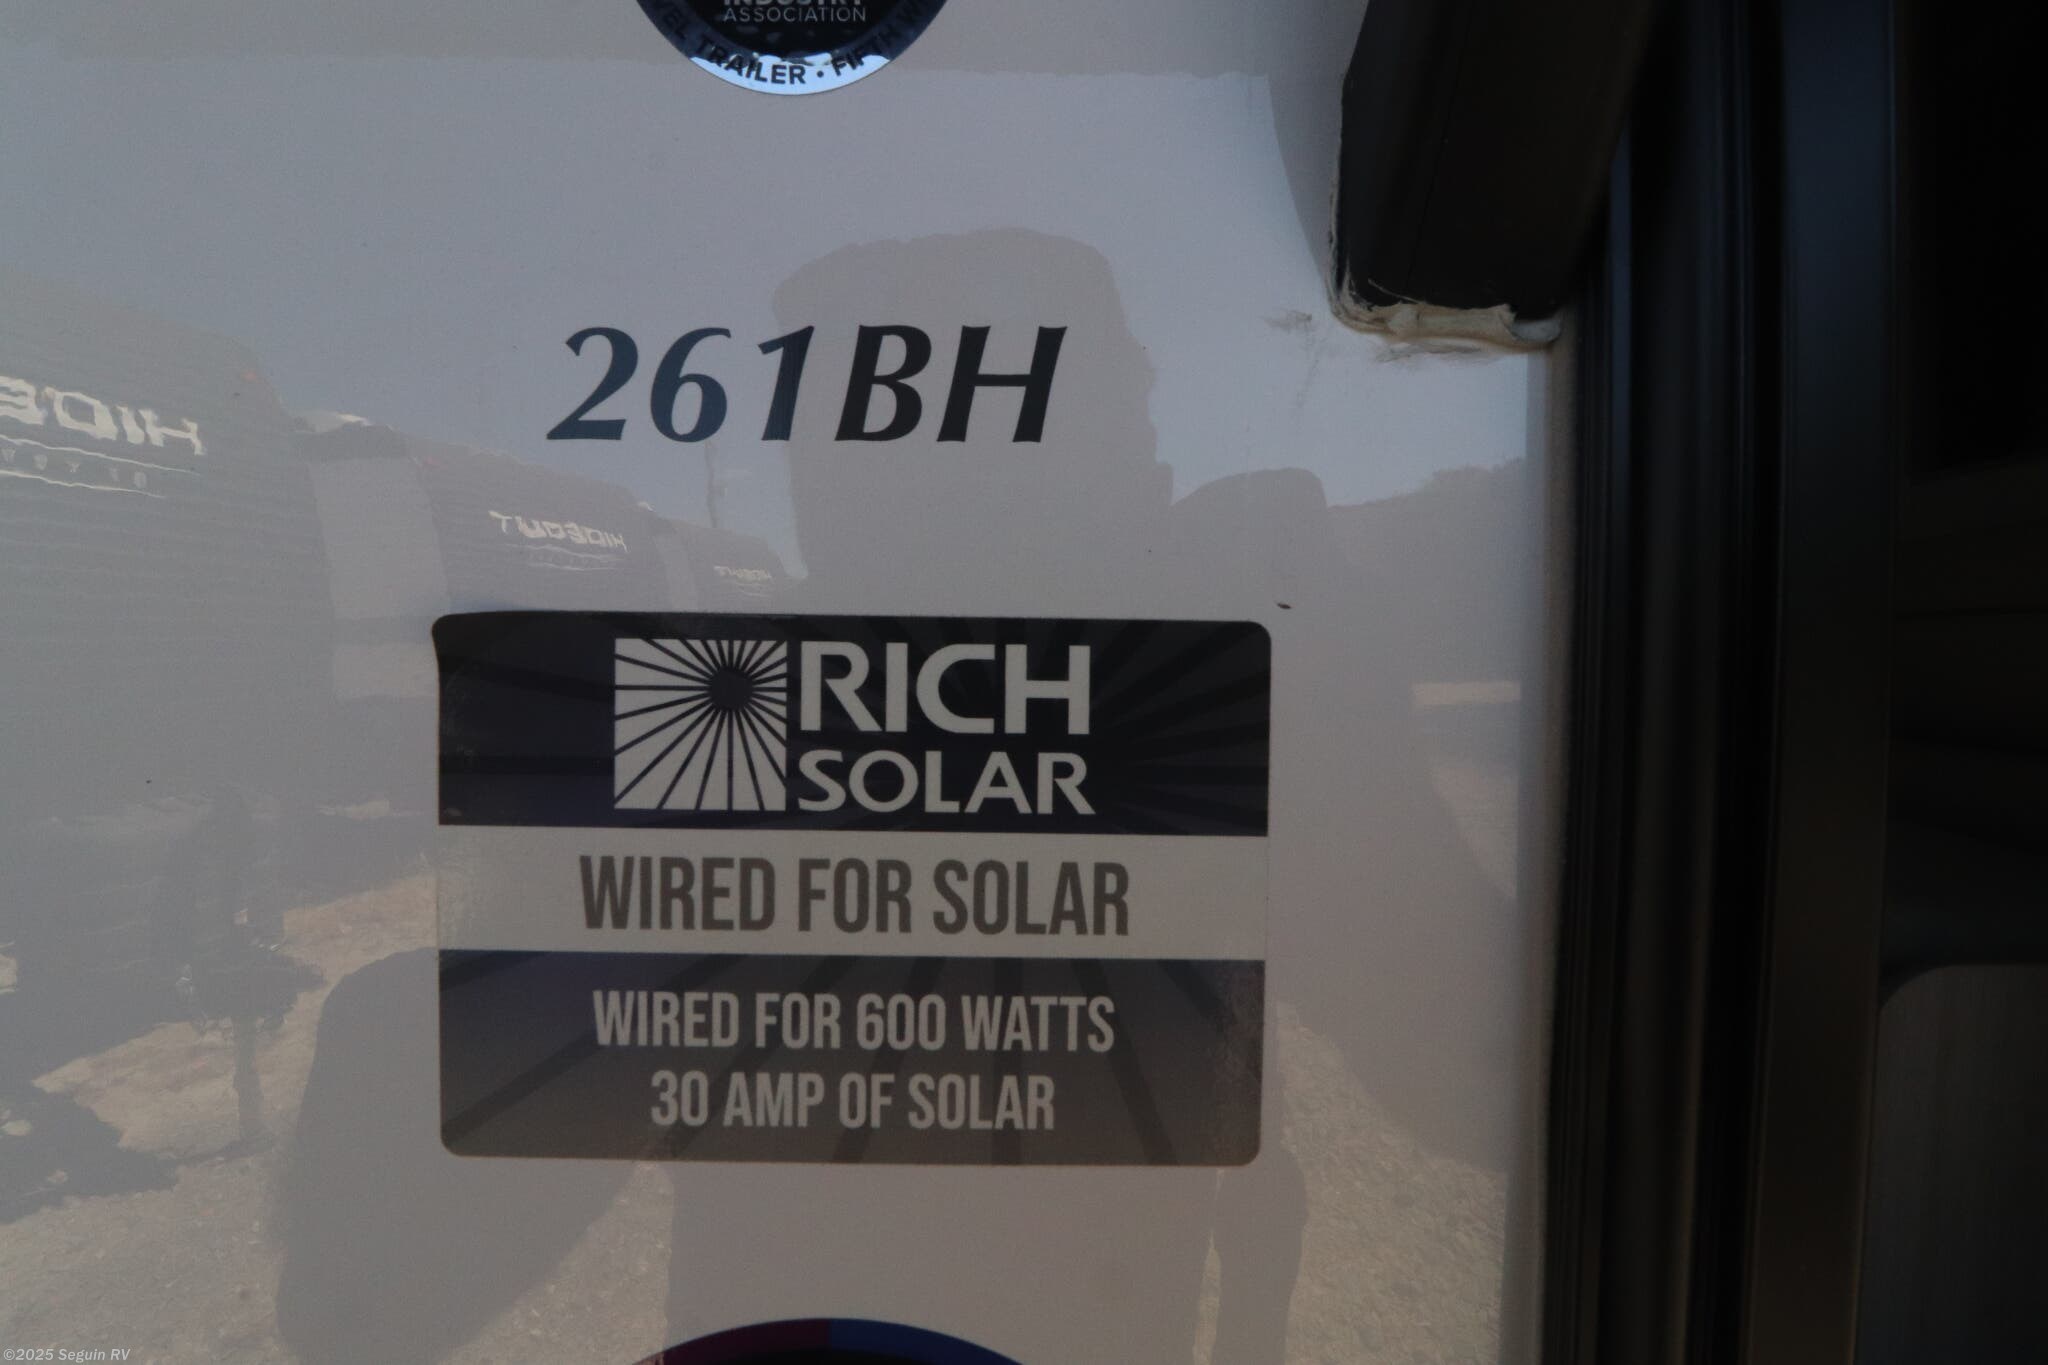 ASSOCIATION
TRAILER · FIFTH
261BH
RICH
SOLAR
WIRED FOR SOLAR
WIRED FOR 600 WATTS
30 AMP OF SOLAR
©2025 Seguin RV